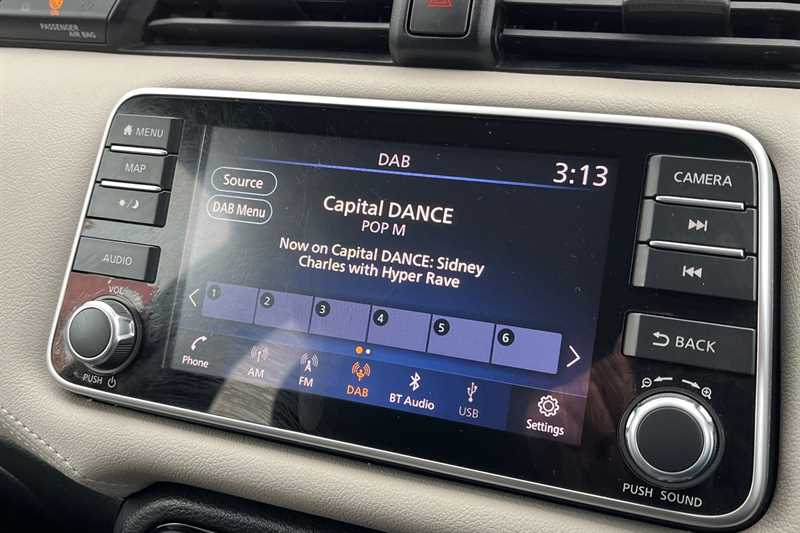 PASSENGER
AIR BAG
MENU
MAP
AUDIO
VOL
PUSH
DAB
3:13
Source
DAB Menu
Capital DANCE
POP M
Now on Capital DANCE: Sidney
Charles with Hyper Rave
1 2 3 4 5 6
Phone
AM
FM
DAB
BT Audio
USB
Settings
CAMERA
BACK
PUSH SOUND